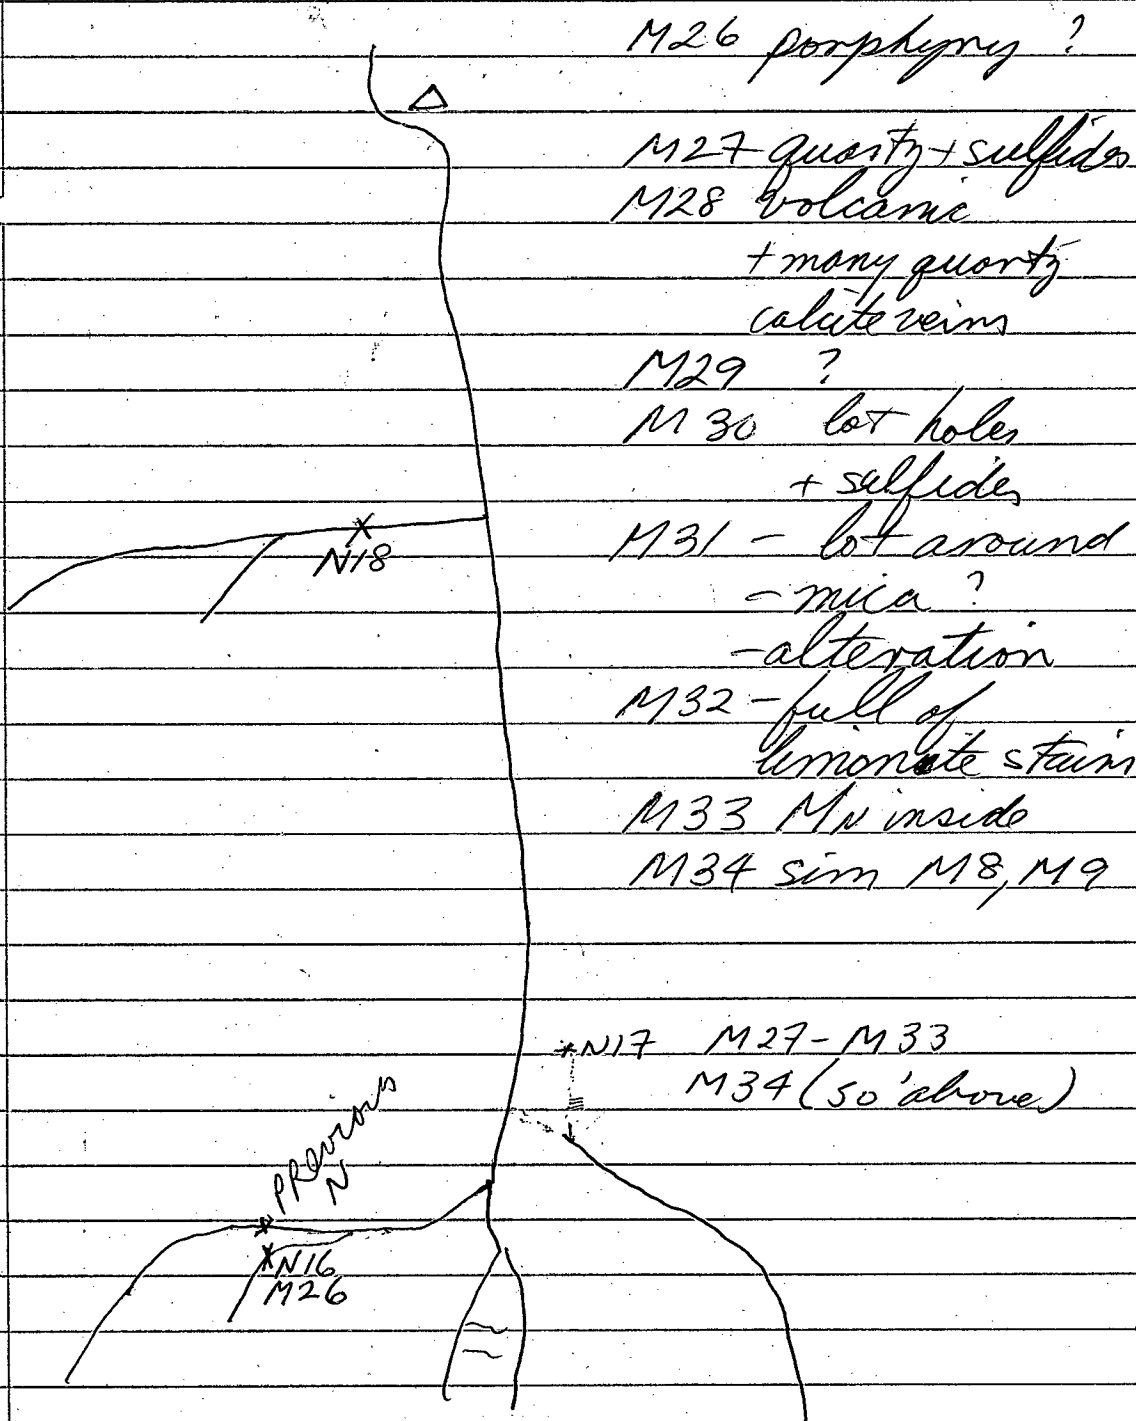 M26 porphyry ?
M27 quartz + sulfides
M28 volcanic
+ many quartz
calcite veins
M29 ?
M30 lot holes
+ sulfides
N18
M31 - lot around
- mica ?
- alteration
M32 - full of
limonite stains
M33 Mn inside
M34 sim M8, M9
N17 M27 - M33
M34 (50' above)
Previous
N
N16
M26